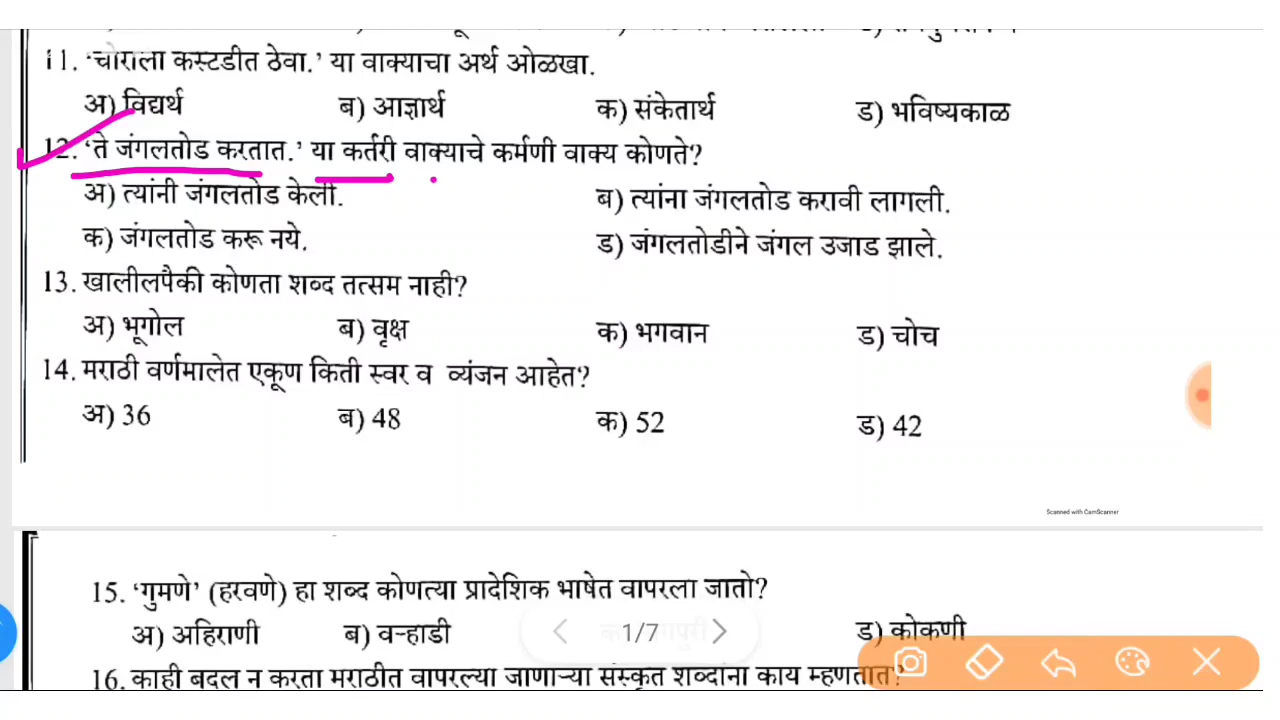 11. 'चोराला कस्टडीत ठेवा.' या वाक्याचा अर्थ ओळखा.
अ) विद्यर्थ ब) आज्ञार्थ क) संकेतार्थ ड) भविष्यकाळ
12. 'ते जंगलतोड करतात.' या कर्तरी वाक्याचे कर्मणी वाक्य कोणते?
अ) त्यांनी जंगलतोड केली. ब) त्यांना जंगलतोड करावी लागली.
क) जंगलतोड करू नये. ड) जंगलतोडीने जंगल उजाड झाले.
13. खालीलपैकी कोणता शब्द तत्सम नाही?
अ) भूगोल ब) वृक्ष क) भगवान ड) चोच
14. मराठी वर्णमालेत एकूण किती स्वर व व्यंजन आहेत?
अ) 36 ब) 48 क) 52 ड) 42
Scanned with CamScanner
15. 'गुमणे' (हरवणे) हा शब्द कोणत्या प्रादेशिक भाषेत वापरला जातो?
अ) अहिराणी ब) वऱ्हाडी 1/7 ड) कोकणी
16. काही बदल न करता मराठीत वापरल्या जाणाऱ्या संस्कृत शब्दांना काय म्हणतात?